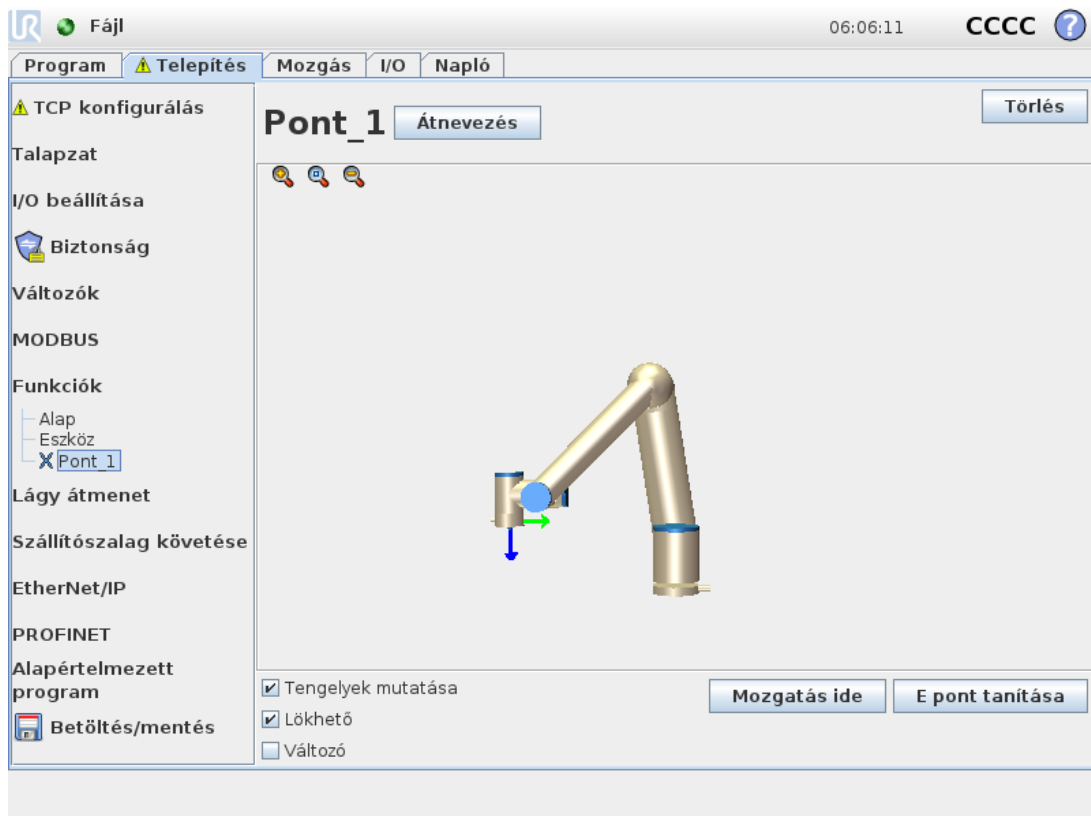 UR Fájl 06:06:11 CCCC ?
Program Telepítés Mozgás I/O Napló
TCP konfigurálás
Talapzat
I/O beállítása
Biztonság
Változók
MODBUS
Funkciók
Alap
Eszköz
Pont_1
Lágy átmenet
Szállítószalag követése
EtherNet/IP
PROFINET
Alapértelmezett
program
Betöltés/mentés
Pont_1 Átnevezés Törlés
Tengelyek mutatása
Lökhető
Változó
Mozgatás ide E pont tanítása